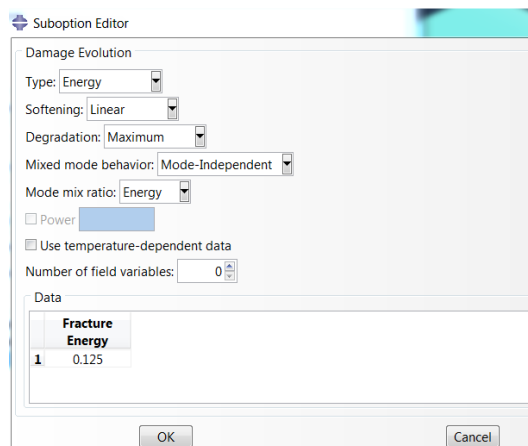 Suboption Editor
Damage Evolution
Type: Energy
Softening: Linear
Degradation: Maximum
Mixed mode behavior: Mode-Independent
Mode mix ratio: Energy
Power
Use temperature-dependent data
Number of field variables: 0
Data
Fracture
Energy
1 0.125
OK Cancel